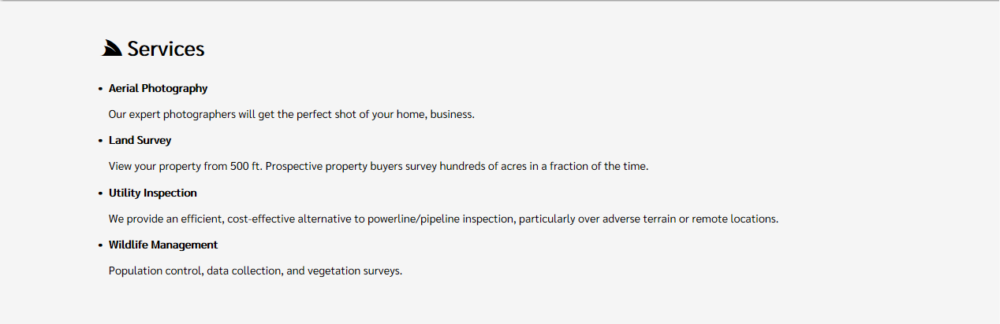 Services
• Aerial Photography
Our expert photographers will get the perfect shot of your home, business.
• Land Survey
View your property from 500 ft. Prospective property buyers survey hundreds of acres in a fraction of the time.
• Utility Inspection
We provide an efficient, cost-effective alternative to powerline/pipeline inspection, particularly over adverse terrain or remote locations.
• Wildlife Management
Population control, data collection, and vegetation surveys.